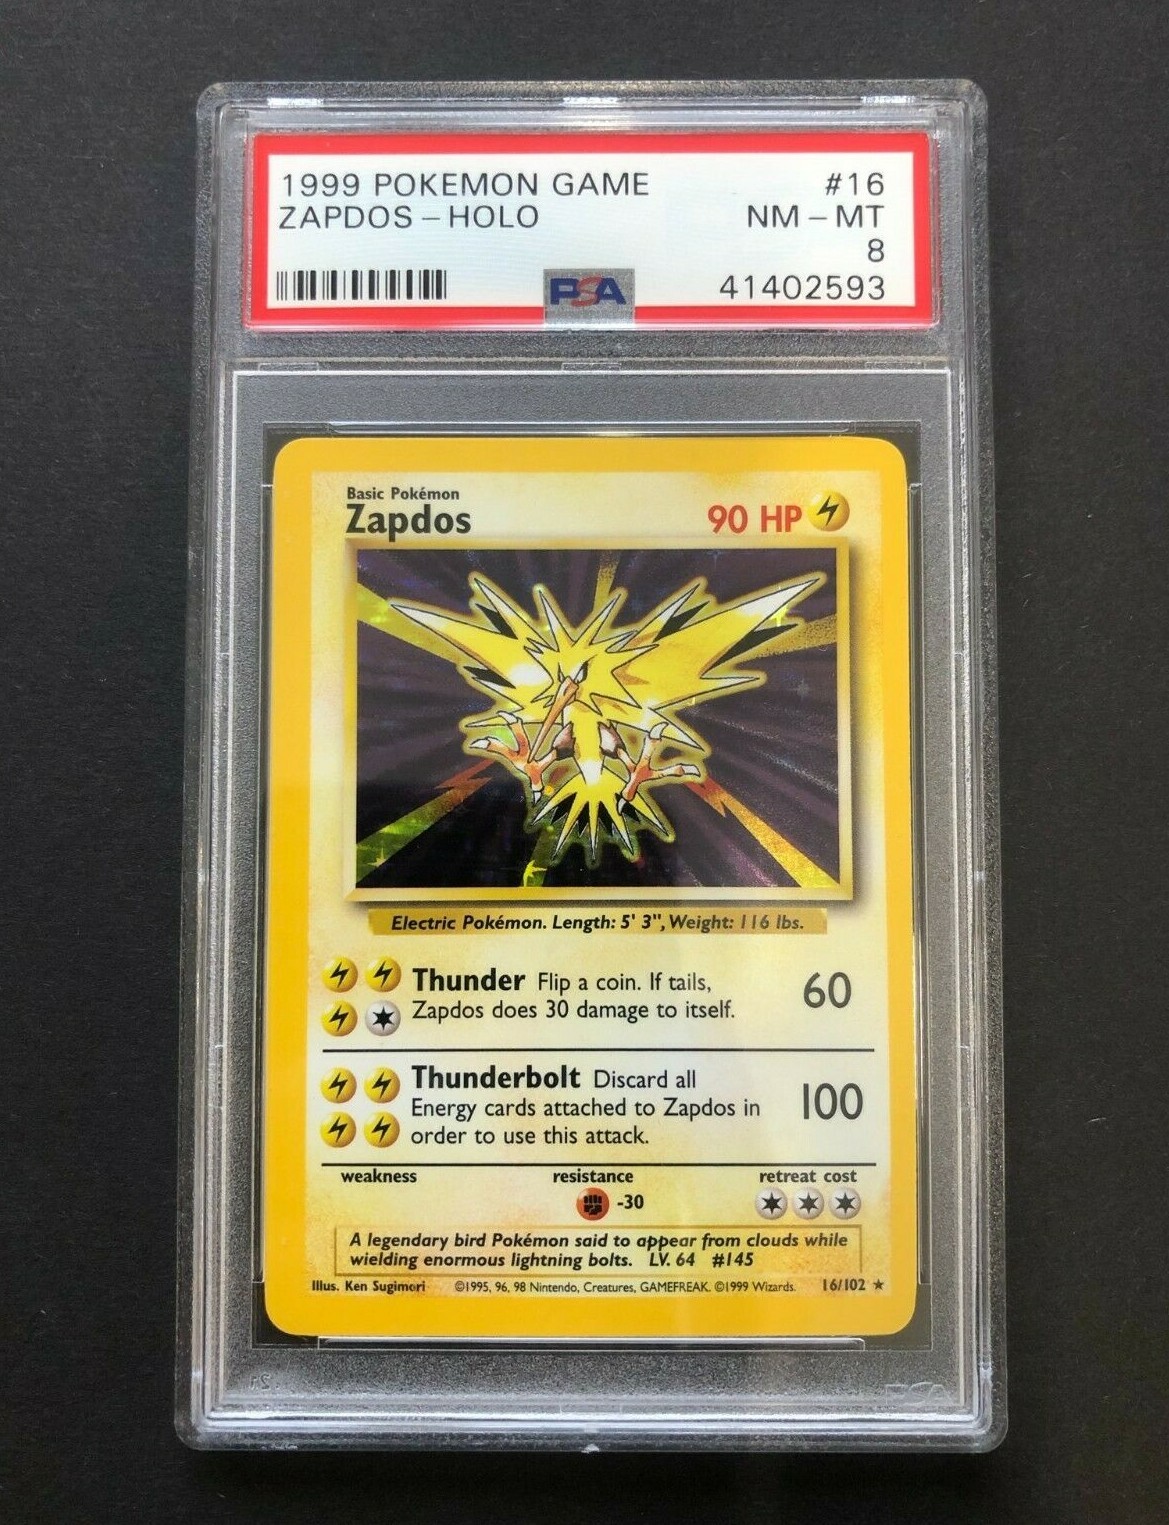 1999 POKEMON GAME #16
ZAPDOS – HOLO NM – MT
8
PSA 41402593
Basic Pokémon
Zapdos 90 HP
Electric Pokémon. Length: 5' 3", Weight: 116 lbs.
Thunder Flip a coin. If tails,
Zapdos does 30 damage to itself. 60
Thunderbolt Discard all
Energy cards attached to Zapdos in 100
order to use this attack.
weakness resistance retreat cost
-30
A legendary bird Pokémon said to appear from clouds while
wielding enormous lightning bolts. LV. 64 #145
Illus. Ken Sugimori ©1995, 96, 98 Nintendo, Creatures, GAMEFREAK. ©1999 Wizards. 16/102 ★
PSA